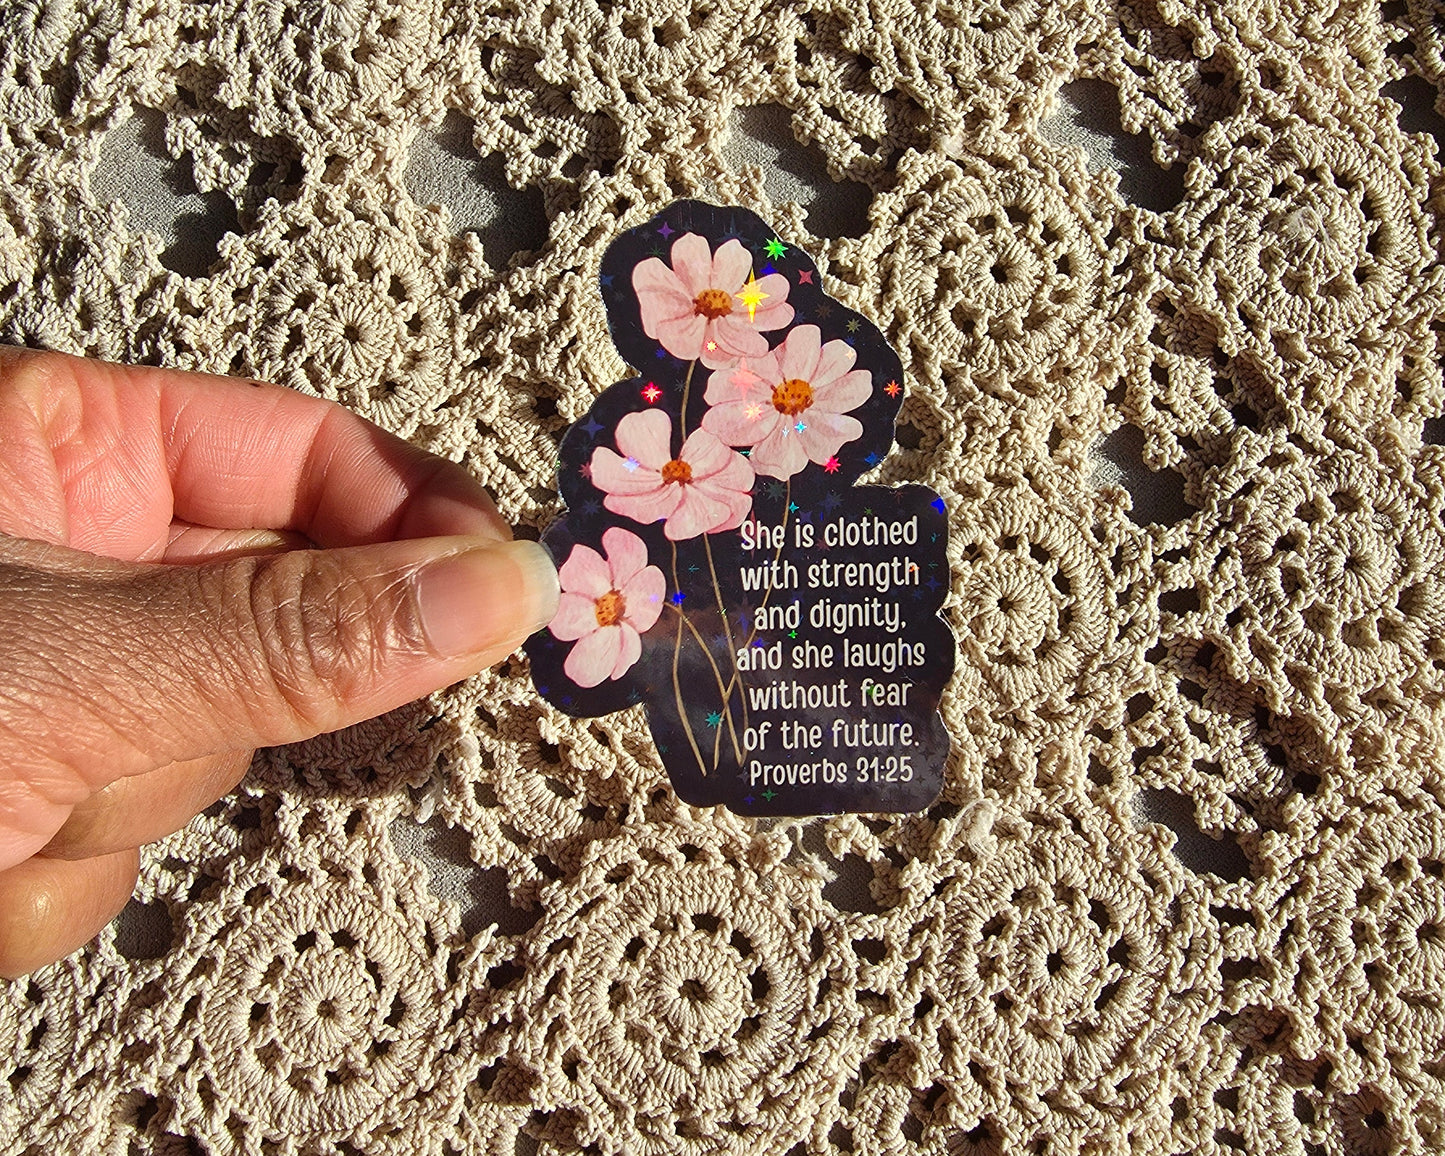 She is clothed
with strength
and dignity,
and she laughs
without fear
of the future.
Proverbs 31:25